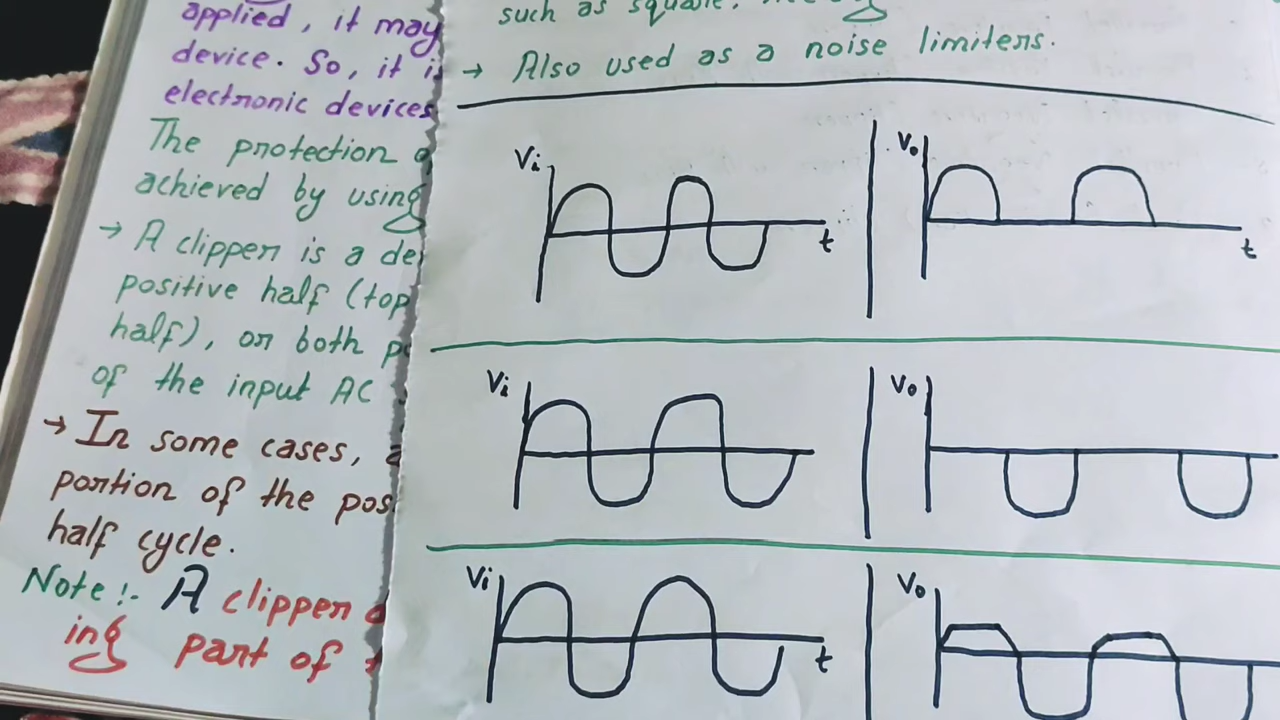 applied, it may
device. So, it is
electronic devices
The protection
achieved by using
→ A clipper is a de
positive half (top
half), or both
of the input AC
→ In some cases,
portion of the pos
half cycle.
Note :- A clipper
ing part of
such as square,
→ Also used as a noise limiters.
Vi
t
Vo
t
Vi
Vo
Vi
t
Vo